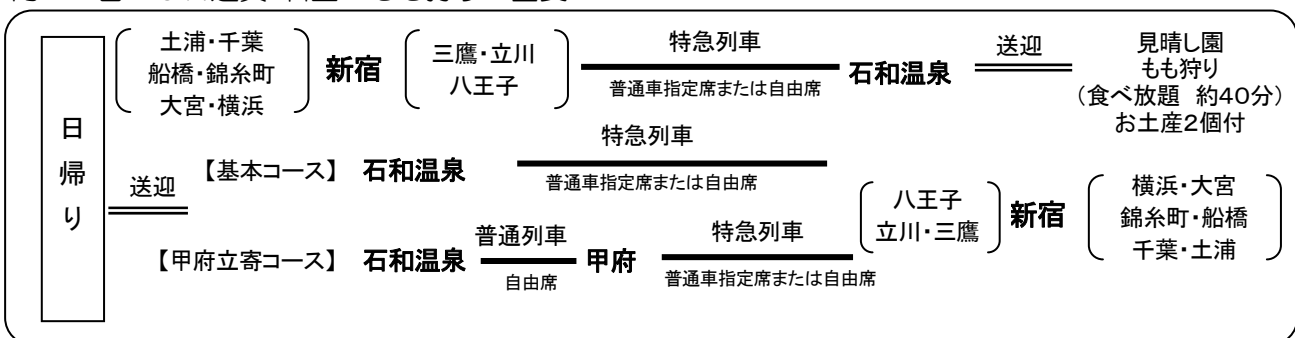 日帰り
土浦・千葉
船橋・錦糸町
大宮・横浜
新宿
三鷹・立川
八王子
特急列車
普通車指定席または自由席
石和温泉
送迎
見晴し園
もも狩り
(食べ放題 約40分)
お土産2個付
送迎
【基本コース】 石和温泉
特急列車
普通車指定席または自由席
【甲府立寄コース】 石和温泉
普通列車
自由席
甲府
特急列車
普通車指定席または自由席
八王子
立川・三鷹
新宿
横浜・大宮
錦糸町・船橋
千葉・土浦